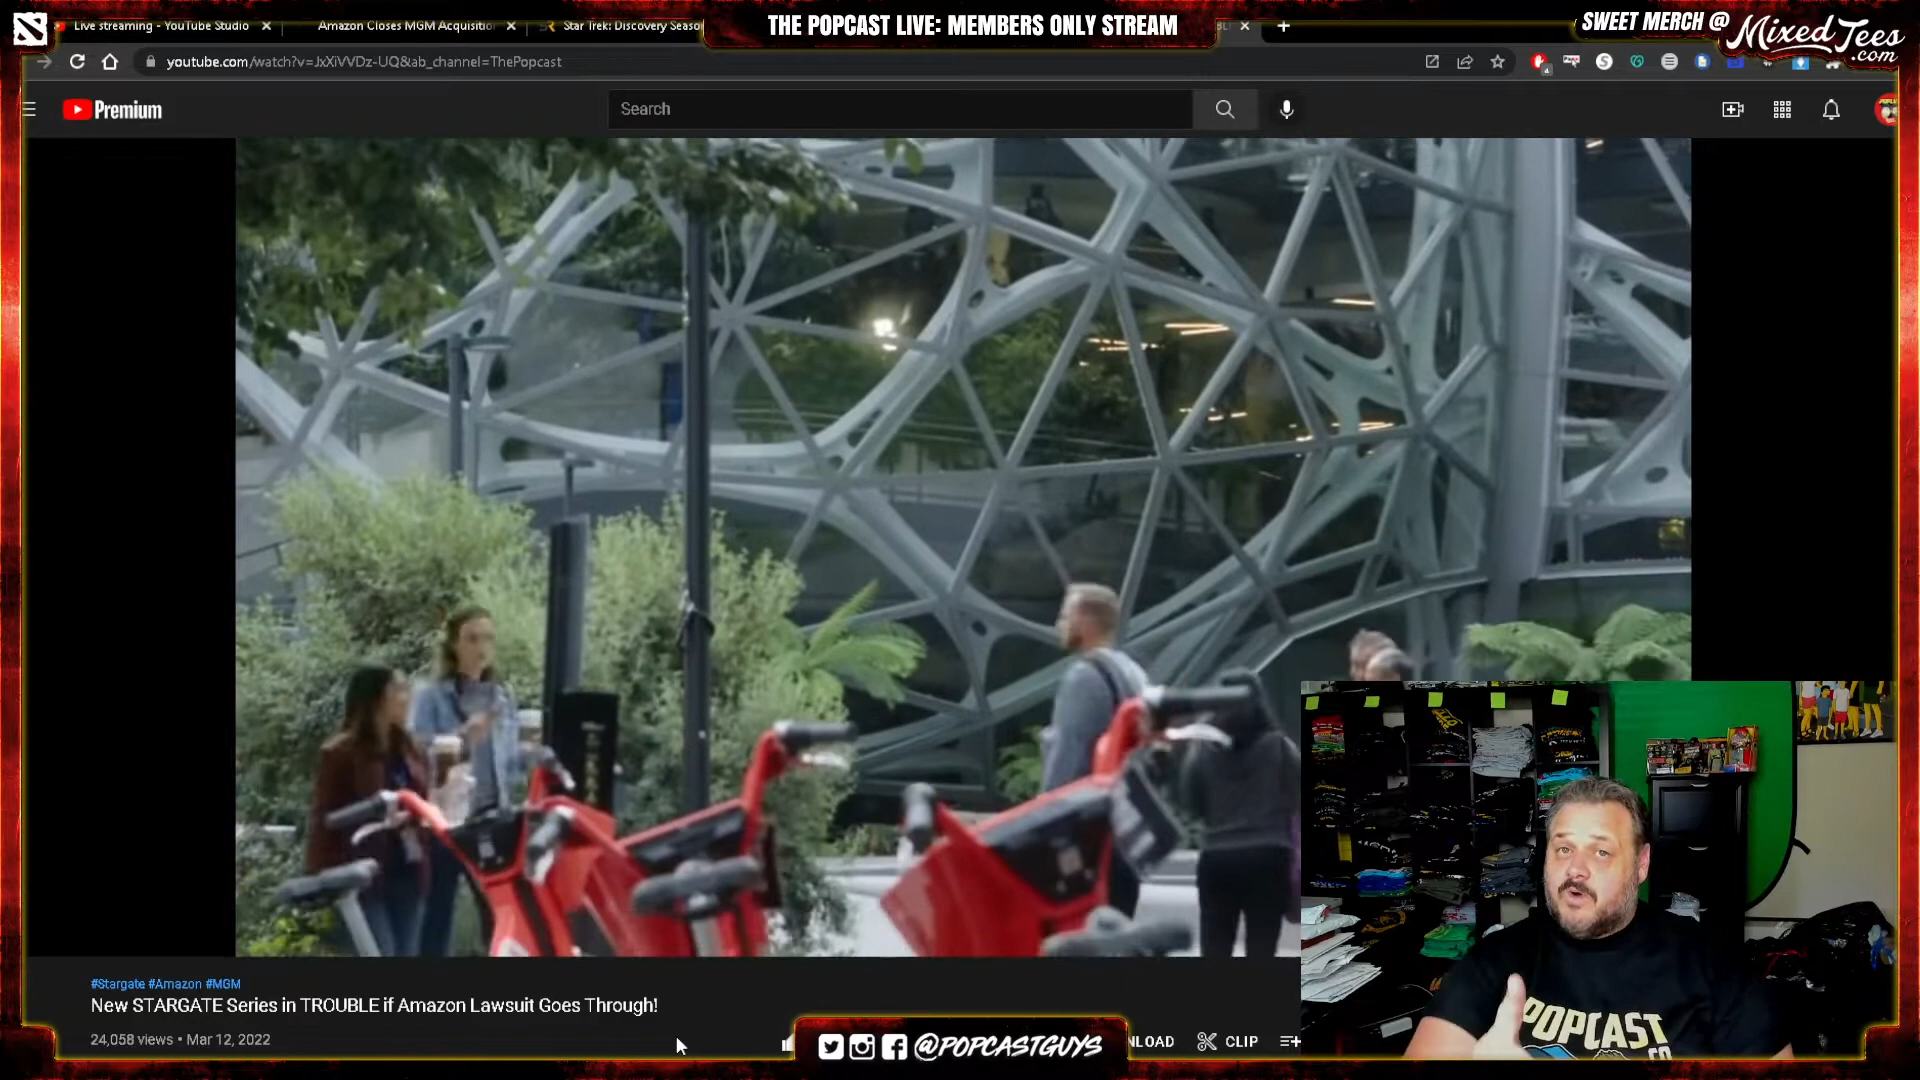 Live streaming - YouTube Studio
Amazon Closes MGM Acquisitio
Star Trek: Discovery Seaso
THE POPCAST LIVE: MEMBERS ONLY STREAM
SWEET MERCH @
MixedTees
.com
youtube.com/watch?v=JxXiVVDz-UQ&ab_channel=ThePopcast
Premium
Search
#Stargate #Amazon #MGM
New STARGATE Series in TROUBLE if Amazon Lawsuit Goes Through!
24,058 views • Mar 12, 2022
NLOAD
CLIP
@POPCASTGUYS
POPCAST